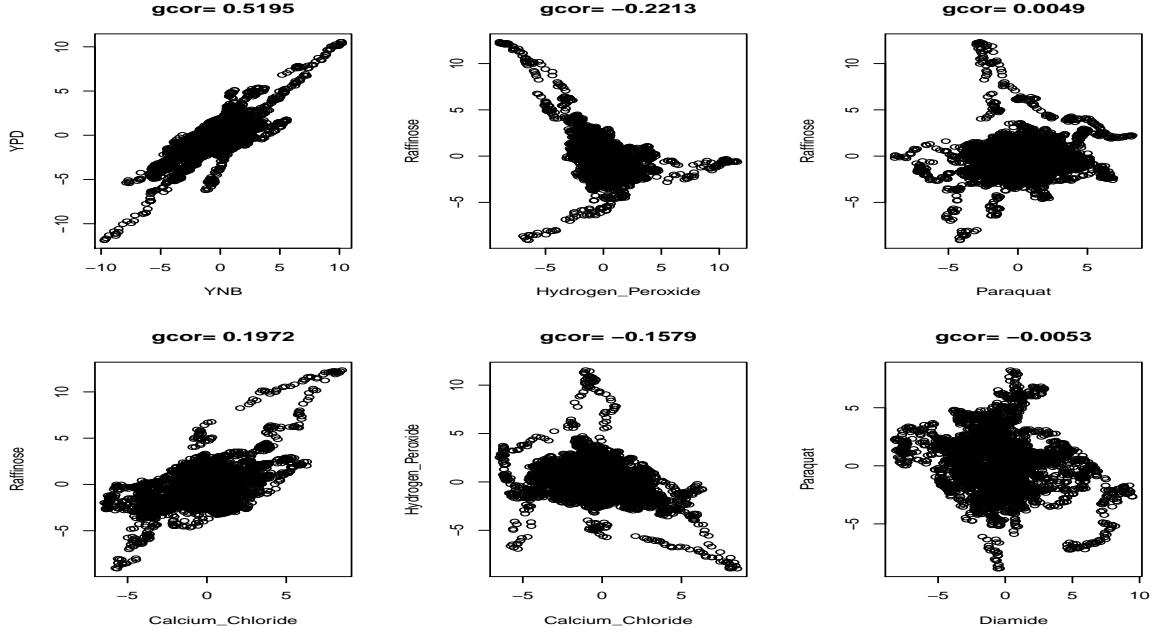 gcor= 0.5195
10
5
0
−5
−10
YPD
−10 −5 0 5 10
YNB
gcor= −0.2213
10
5
0
−5
Raffinose
−5 0 5 10
Hydrogen_Peroxide
gcor= 0.0049
10
5
0
−5
Raffinose
−5 0 5
Paraquat
gcor= 0.1972
10
5
0
−5
Raffinose
−5 0 5
Calcium_Chloride
gcor= −0.1579
10
5
0
−5
Hydrogen_Peroxide
−5 0 5
Calcium_Chloride
gcor= −0.0053
5
0
−5
Paraquat
−5 0 5 10
Diamide